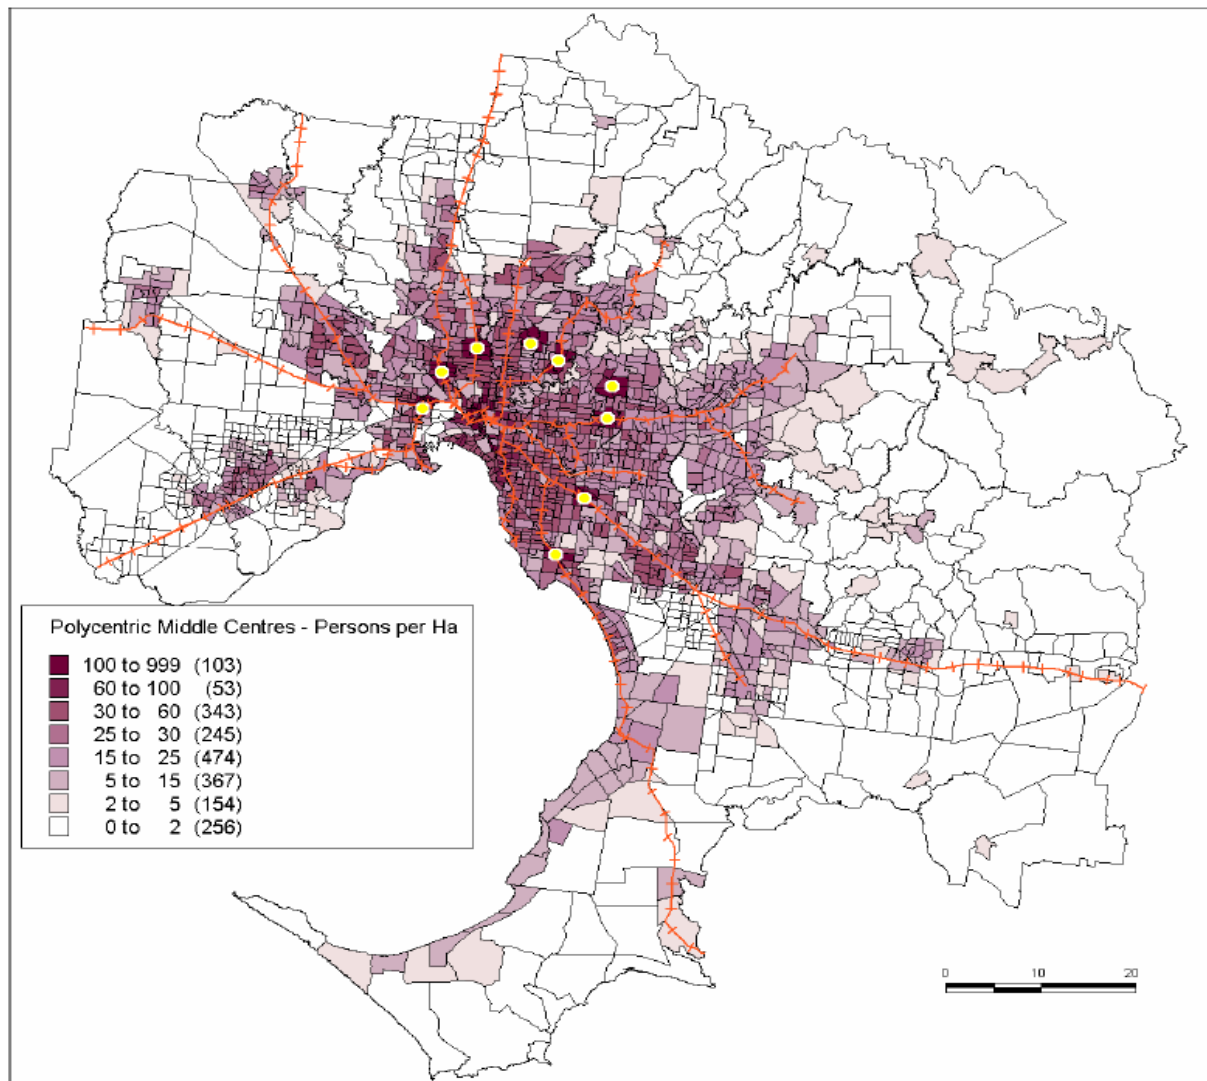 Polycentric Middle Centres - Persons per Ha
100 to 999 (103)
60 to 100 (53)
30 to 60 (343)
25 to 30 (245)
15 to 25 (474)
5 to 15 (367)
2 to 5 (154)
0 to 2 (256)
0 10 20